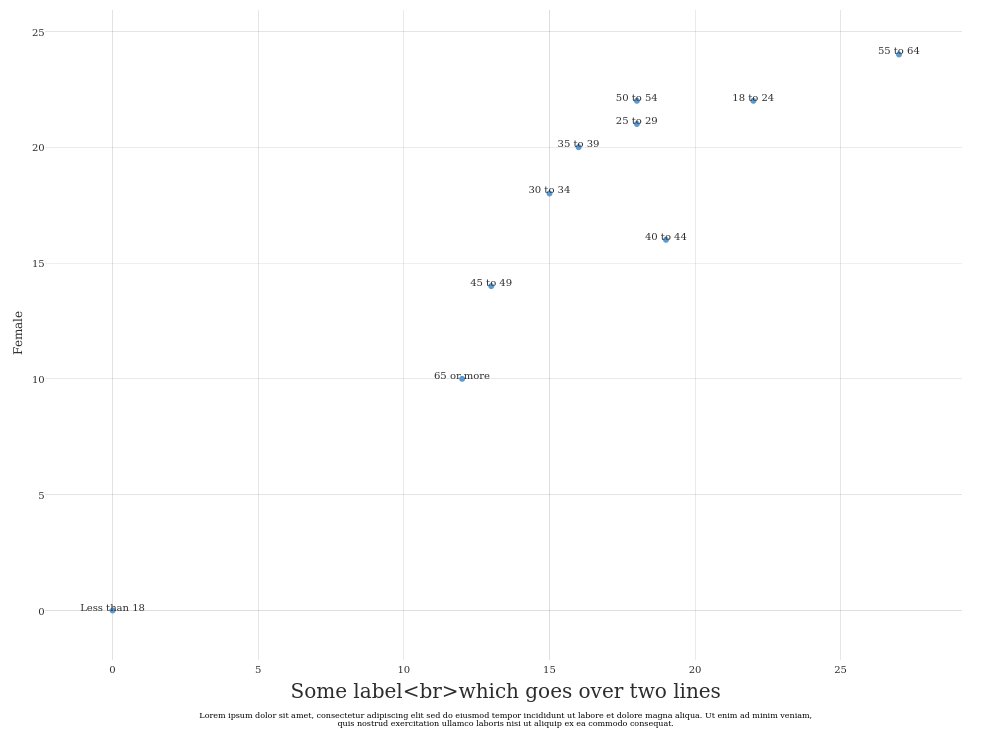 25
55 to 64
50 to 54
18 to 24
25 to 29
20
35 to 39
30 to 34
40 to 44
15
45 to 49
Female
10
65 or more
5
Less than 18
0
0
5
10
15
20
25
Some label<br>which goes over two lines
Lorem ipsum dolor sit amet, consectetur adipiscing elit sed do eiusmod tempor incididunt ut labore et dolore magna aliqua. Ut enim ad minim veniam,
quis nostrud exercitation ullamco laboris nisi ut aliquip ex ea commodo consequat.